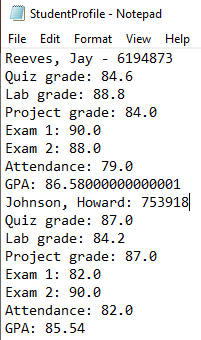 StudentProfile - Notepad
File Edit Format View Help
Reeves, Jay - 6194873
Quiz grade: 84.6
Lab grade: 88.8
Project grade: 84.0
Exam 1: 90.0
Exam 2: 88.0
Attendance: 79.0
GPA: 86.58000000000001
Johnson, Howard: 753918
Quiz grade: 87.0
Lab grade: 84.2
Project grade: 87.0
Exam 1: 82.0
Exam 2: 90.0
Attendance: 82.0
GPA: 85.54